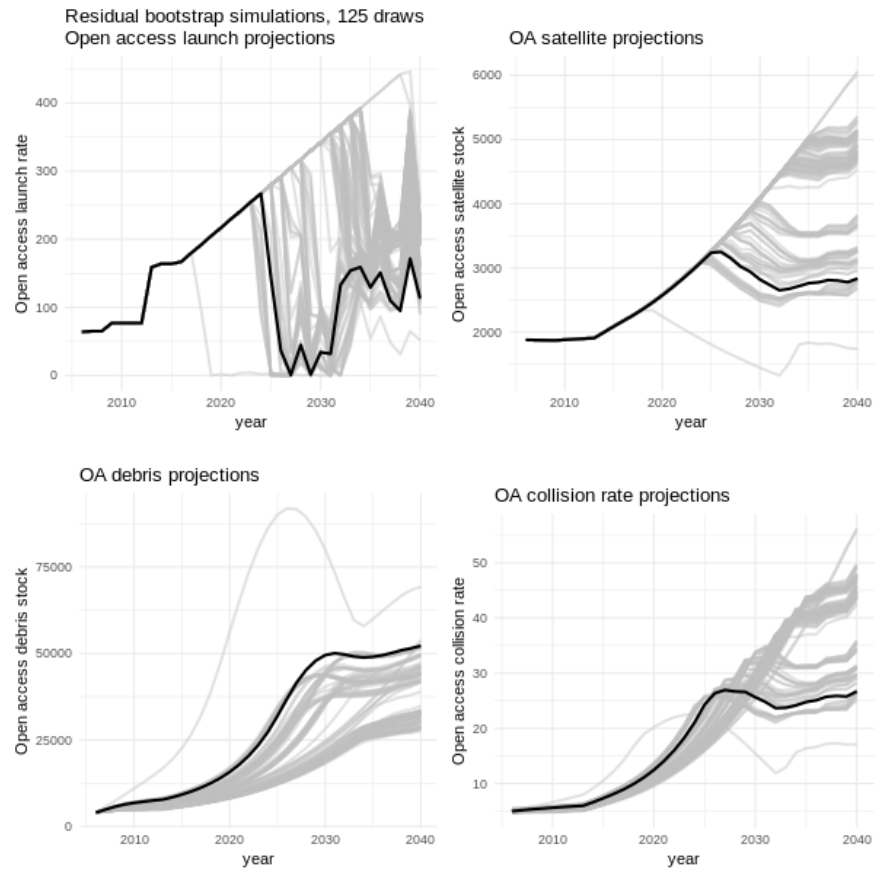 Residual bootstrap simulations, 125 draws
Open access launch projections
Open access launch rate
400
300
200
100
0
2010
2020
2030
2040
year
OA satellite projections
Open access satellite stock
6000
5000
4000
3000
2000
2010
2020
2030
2040
year
OA debris projections
Open access debris stock
75000
50000
25000
0
2010
2020
2030
2040
year
OA collision rate projections
Open access collision rate
50
40
30
20
10
2010
2020
2030
2040
year